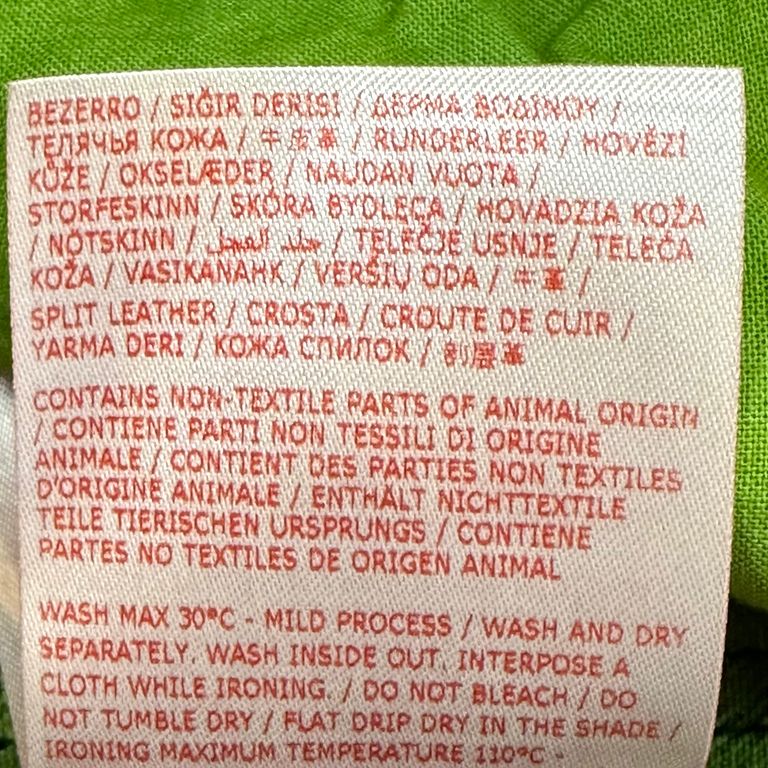 BEZERRO / SIĞIR DERİSİ / ΔΕΡΜΑ ΒΟΔΙΝΟΥ /
ТЕЛЯЧЬЯ КОЖА / 牛皮革 / RUNDERLEER / HOVĚZÍ
KŮŽE / OKSELÆDER / NAUDAN VUOTA /
STORFESKINN / SKÓRA BYDLĘCA / HOVÄDZIA KOŽA
/ NÖTSKINN / جلد العجل / TELEČJE USNJE / TELEĆA
KOŽA / VASIKANAHK / VERŠIŲ ODA / 牛革 /
SPLIT LEATHER / CROSTA / CROUTE DE CUIR /
YARMA DERI / КОЖА СПИЛОК / 剖层革
CONTAINS NON-TEXTILE PARTS OF ANIMAL ORIGIN
/ CONTIENE PARTI NON TESSILI DI ORIGINE
ANIMALE / CONTIENT DES PARTIES NON TEXTILES
D'ORIGINE ANIMALE / ENTHÄLT NICHTTEXTILE
TEILE TIERISCHEN URSPRUNGS / CONTIENE
PARTES NO TEXTILES DE ORIGEN ANIMAL
WASH MAX 30°C - MILD PROCESS / WASH AND DRY
SEPARATELY. WASH INSIDE OUT. INTERPOSE A
CLOTH WHILE IRONING. / DO NOT BLEACH / DO
NOT TUMBLE DRY / FLAT DRIP DRY IN THE SHADE /
IRONING MAXIMUM TEMPERATURE 110°C -